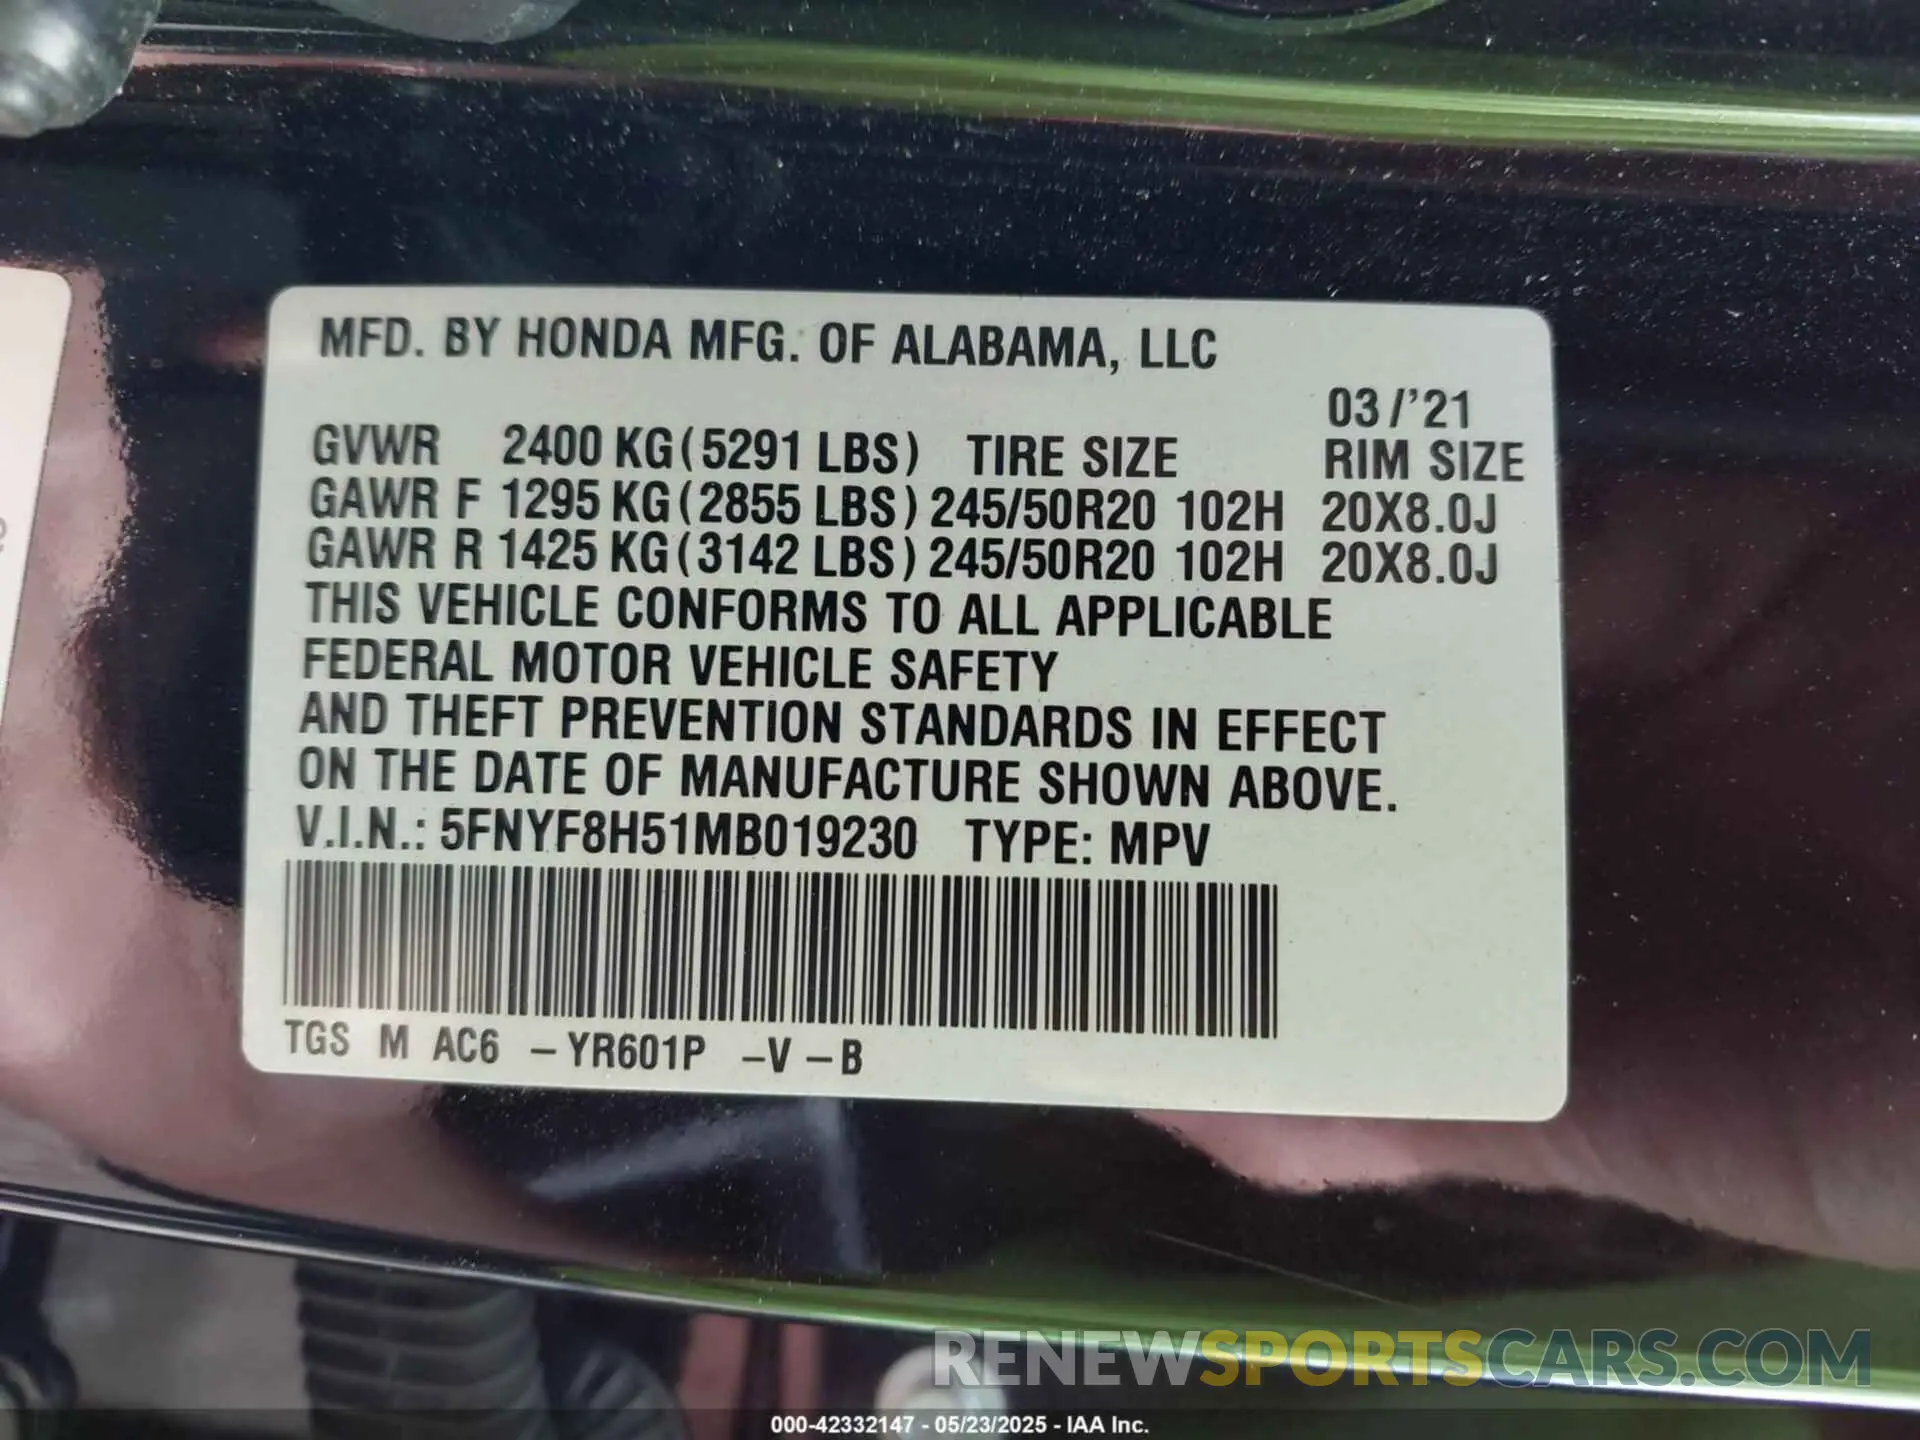 MFD. BY HONDA MFG. OF ALABAMA, LLC
03/'21
GVWR 2400 KG (5291 LBS) TIRE SIZE RIM SIZE
GAWR F 1295 KG (2855 LBS) 245/50R20 102H 20X8.0J
GAWR R 1425 KG (3142 LBS) 245/50R20 102H 20X8.0J
THIS VEHICLE CONFORMS TO ALL APPLICABLE
FEDERAL MOTOR VEHICLE SAFETY
AND THEFT PREVENTION STANDARDS IN EFFECT
ON THE DATE OF MANUFACTURE SHOWN ABOVE.
V.I.N.: 5FNYF8H51MB019230 TYPE: MPV
TGS M AC6 –YR601P –V –B
RENEWSPORTSCARS.COM
000-42332147 - 05/23/2025 - IAA Inc.